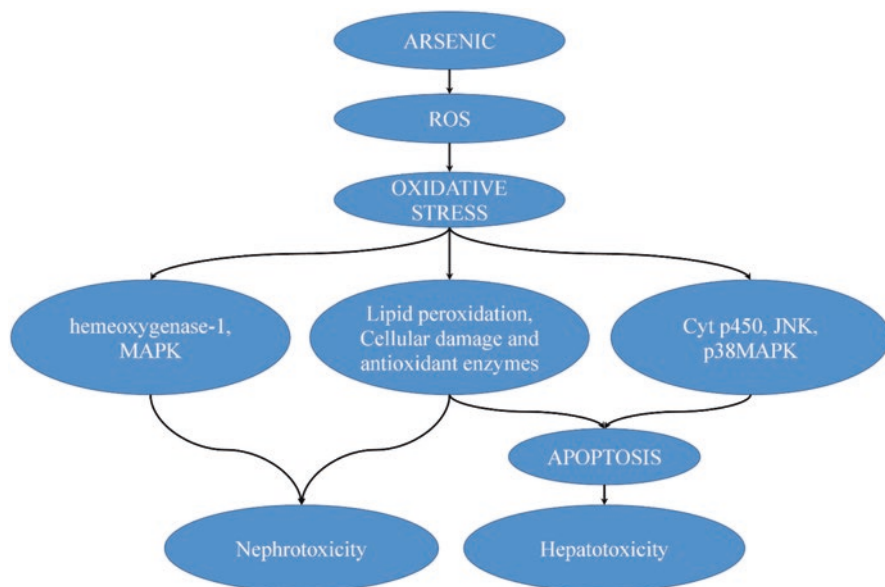 ARSENIC
ROS
OXIDATIVE
STRESS
hemeoxygenase-1,
MAPK
Lipid peroxidation,
Cellular damage and
antioxidant enzymes
Cyt p450, JNK,
p38MAPK
APOPTOSIS
Nephrotoxicity
Hepatotoxicity